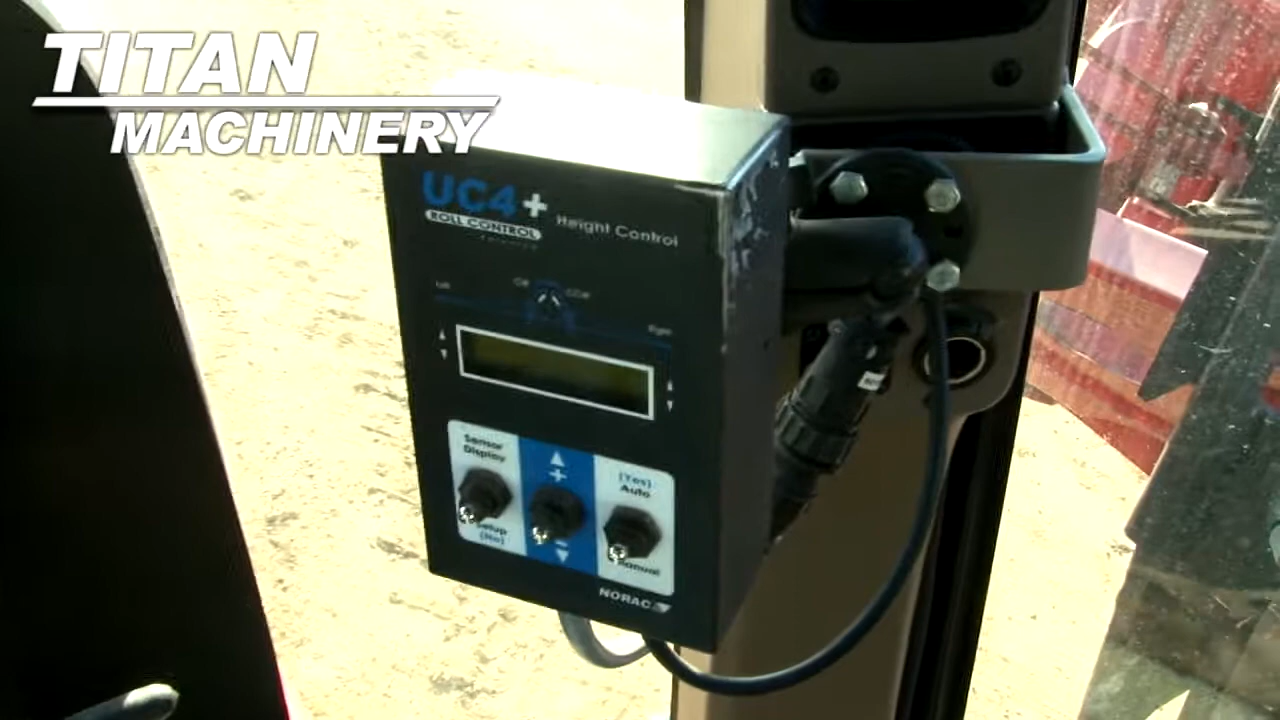 TITAN
MACHINERY
UC4+
ROLL CONTROL
Height Control
Left
Right
Sensor
Display
Setup
(No)
+
(Yes)
Auto
Manual
NORAC